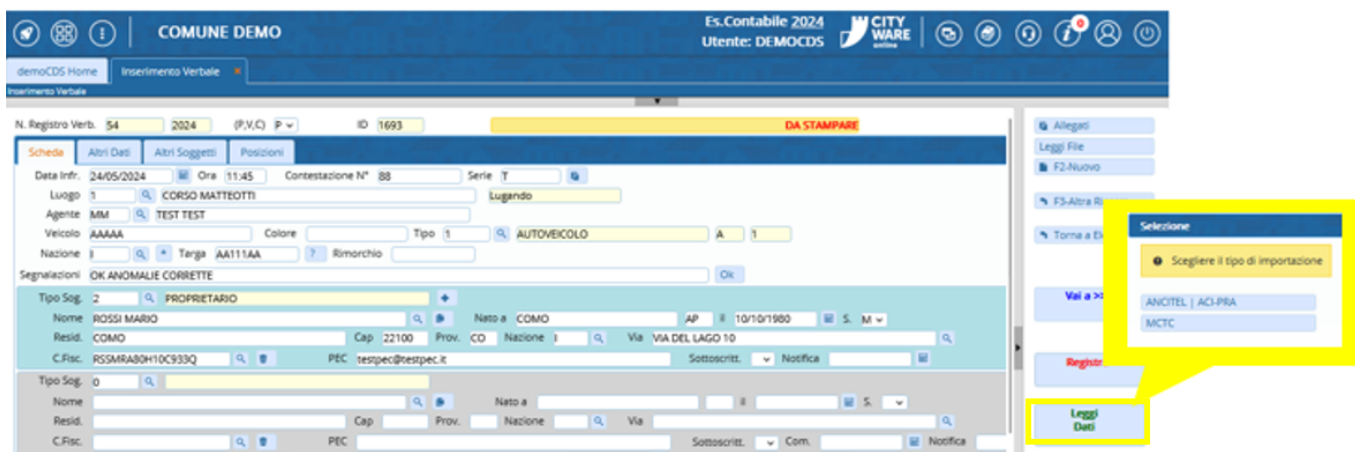 COMUNE DEMO
Es.Contabile 2024
Utente: DEMOCDS
CITY WARE online
0
demoCDS Home Inserimento Verbale
Inserimento Verbale
N. Registro Verb. 54 2024 (P,V,C) P ID 1693 DA STAMPARE
Scheda Altri Dati Altri Soggetti Posizioni
Data Infr. 24/05/2024 Ora 11:45 Contestazione N° 88 Serie T
Luogo 1 CORSO MATTEOTTI Lugando
Agente MM TEST TEST
Veicolo AAAAA Colore Tipo 1 AUTOVEICOLO A 1
Nazione I * Targa AA111AA ? Rimorchio
Segnalazioni OK ANOMALIE CORRETTE Ok
Tipo Sog. 2 PROPRIETARIO
Nome ROSSI MARIO Nato a COMO AP il 10/10/1980 S. M
Resid. COMO Cap 22100 Prov. CO Nazione I Via VIA DEL LAGO 10
C.Fisc. RSSMRA80H10C933Q PEC testpec@testpec.it Sottoscritt. Notifica
Tipo Sog. 0
Nome Nato a il S.
Resid. Cap Prov. Nazione Via
C.Fisc. PEC Sottoscritt. Com. Notifica
Allegati
Leggi File
F2-Nuovo
F3-Altra
Torna a
Vai a >>
Registr
Leggi
Dati
Selezione
Scegliere il tipo di importazione
ANCITEL | ACI-PRA
MCTC